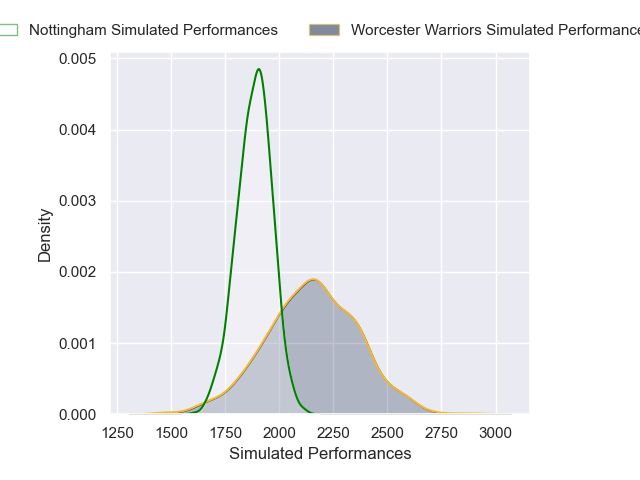 Nottingham Simulated Performances
Worcester Warriors Simulated Performance
0.005
0.004
0.003
0.002
0.001
0.000
Density
1250 1500 1750 2000 2250 2500 2750 3000
Simulated Performances